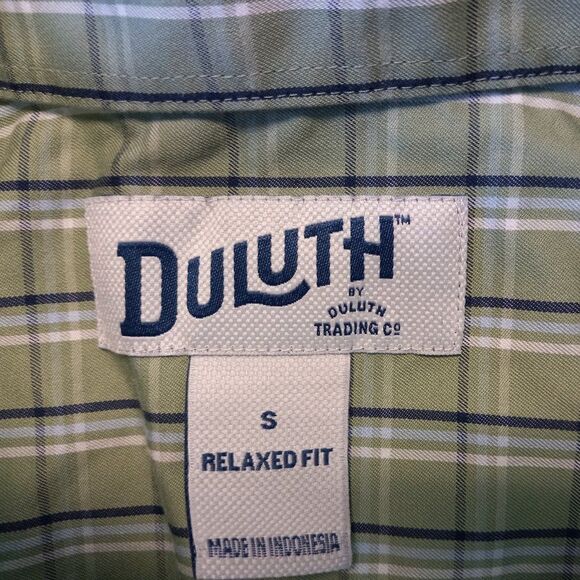 DULUTH™
BY
DULUTH
TRADING Cº
S
RELAXED FIT
MADE IN INDONESIA